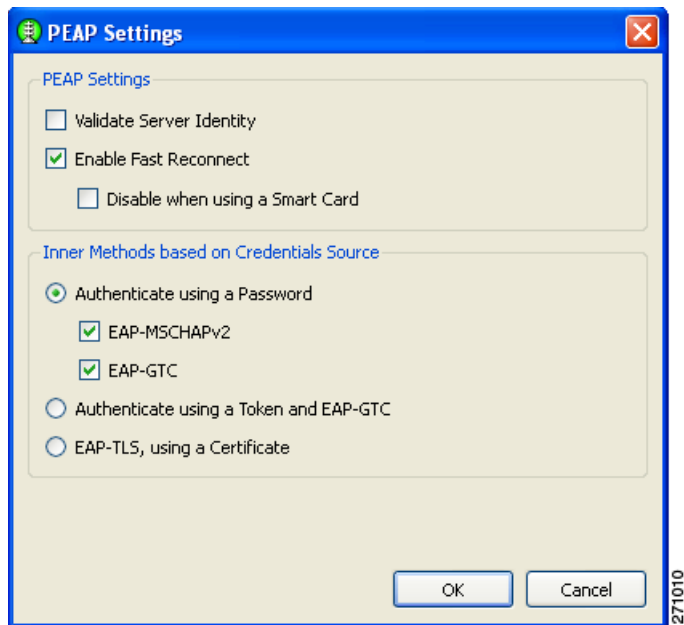 PEAP Settings
PEAP Settings
Validate Server Identity
Enable Fast Reconnect
Disable when using a Smart Card
Inner Methods based on Credentials Source
Authenticate using a Password
EAP-MSCHAPv2
EAP-GTC
Authenticate using a Token and EAP-GTC
EAP-TLS, using a Certificate
OK
Cancel
271010